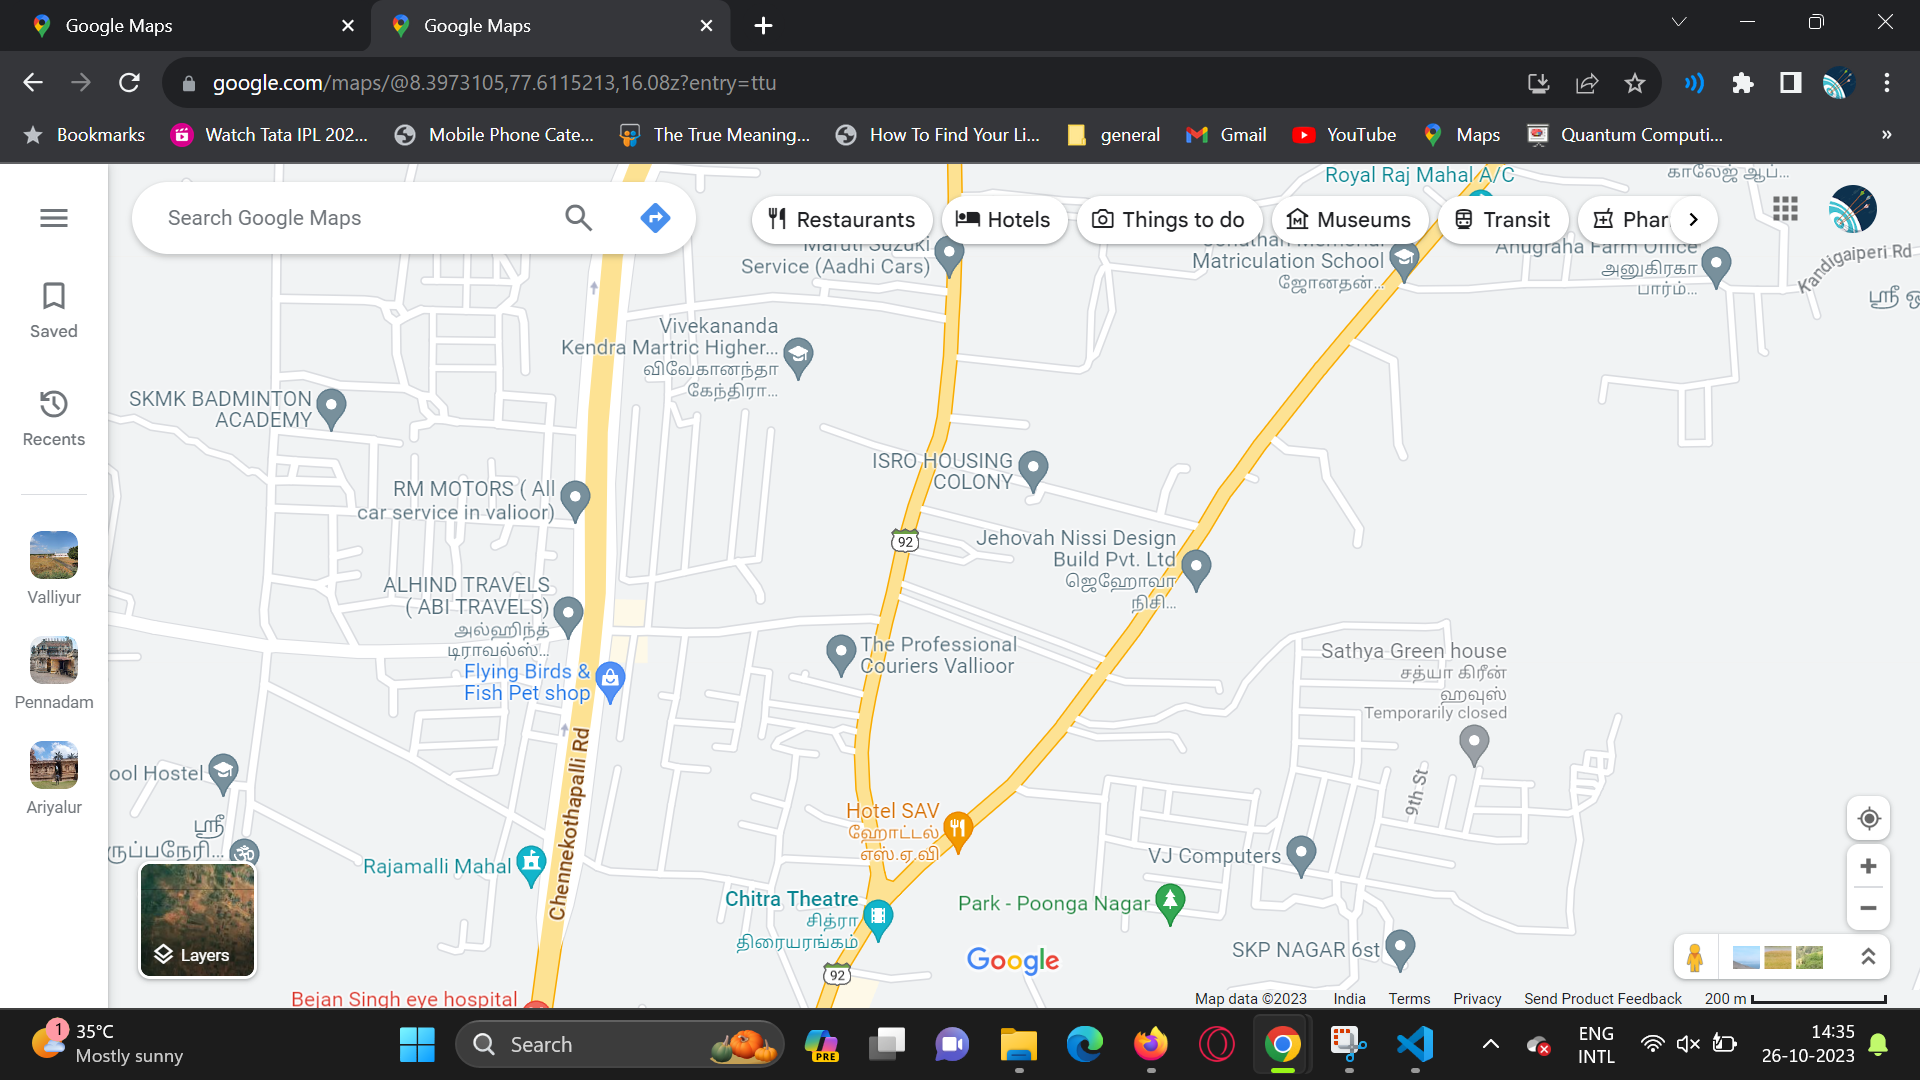 Google Maps
Google Maps
google.com/maps/@8.3973105,77.6115213,16.08z?entry=ttu
Bookmarks
Watch Tata IPL 202...
Mobile Phone Cate...
The True Meaning...
How To Find Your Li...
general
Gmail
YouTube
Maps
Quantum Computi...
»
Search Google Maps
Restaurants
Hotels
Things to do
Museums
Transit
Phar
Saved
Recents
Valliyur
Pennadam
Ariyalur
Royal Raj Mahal A/C
காலேஜ் ஆப்...
Maruti Suzuki
Service (Aadhi Cars)
Jonathan Memorial
Matriculation School
ஜோனதன்...
Anugraha Farm Office
அனுகிரகா
பார்ம்...
Kandigaiperi Rd
ஸ்ரீ ஓ
Vivekananda
Kendra Martric Higher...
விவேகானந்தா
கேந்திரா...
SKMK BADMINTON
ACADEMY
ISRO HOUSING
COLONY
RM MOTORS ( All
car service in valioor)
92
Jehovah Nissi Design
Build Pvt. Ltd
ஜெஹோவா
நிசி...
ALHIND TRAVELS
( ABI TRAVELS)
அல்ஹிந்த்
டிராவல்ஸ்...
Flying Birds &
Fish Pet shop
The Professional
Couriers Vallioor
Sathya Green house
சத்யா கிரீன்
ஹவுஸ்
Temporarily closed
Chennekothapalli Rd
ool Hostel
9th St
Hotel SAV
ஹோட்டல்
எஸ்.ஏ.வி
ஸ்ரீ
ருப்பநேரி...
Rajamalli Mahal
VJ Computers
Chitra Theatre
சித்ரா
திரையரங்கம்
Park - Poonga Nagar
SKP NAGAR 6st
92
Google
Layers
Bejan Singh eye hospital
Map data ©2023
India
Terms
Privacy
Send Product Feedback
200 m
1
35°C
Mostly sunny
Search
PRE
ENG
INTL
14:35
26-10-2023